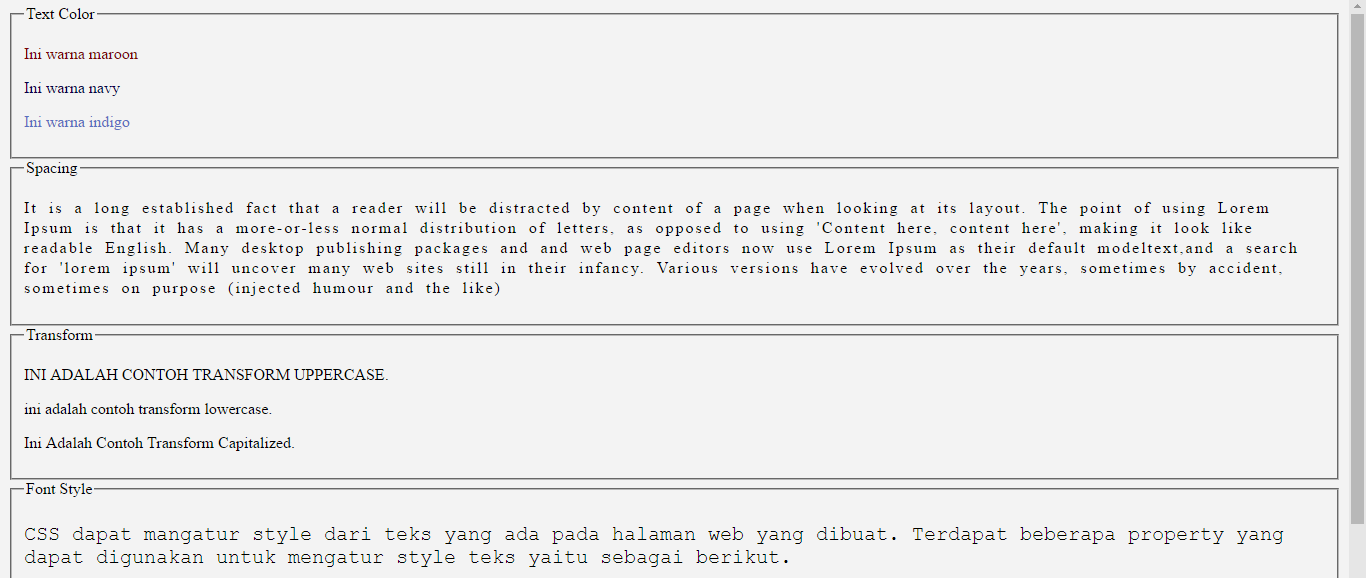 Text Color
Ini warna maroon
Ini warna navy
Ini warna indigo
Spacing
It is a long established fact that a reader will be distracted by content of a page when looking at its layout. The point of using Lorem
Ipsum is that it has a more-or-less normal distribution of letters, as opposed to using 'Content here, content here', making it look like
readable English. Many desktop publishing packages and and web page editors now use Lorem Ipsum as their default modeltext,and a search
for 'lorem ipsum' will uncover many web sites still in their infancy. Various versions have evolved over the years, sometimes by accident,
sometimes on purpose (injected humour and the like)
Transform
INI ADALAH CONTOH TRANSFORM UPPERCASE.
ini adalah contoh transform lowercase.
Ini Adalah Contoh Transform Capitalized.
Font Style
CSS dapat mangatur style dari teks yang ada pada halaman web yang dibuat. Terdapat beberapa property yang
dapat digunakan untuk mengatur style teks yaitu sebagai berikut.